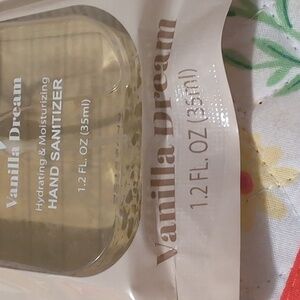 Vanilla Dream
Hydrating & Moisturizing
HAND SANITIZER
1.2 FL. OZ (35ml)
Vanilla Dream
1.2 FL. OZ (35ml)